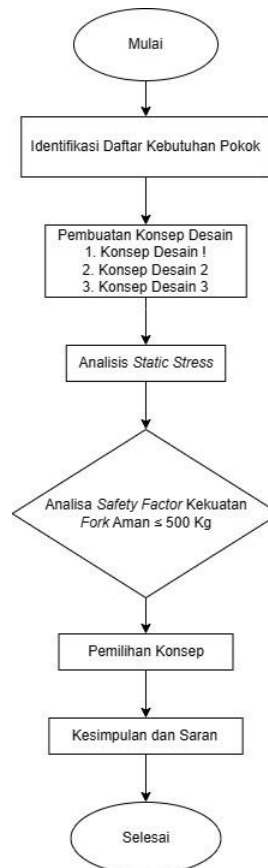 Mulai
Identifikasi Daftar Kebutuhan Pokok
Pembuatan Konsep Desain
1. Konsep Desain !
2. Konsep Desain 2
3. Konsep Desain 3
Analisis Static Stress
Analisa Safety Factor Kekuatan
Fork Aman ≤ 500 Kg
Pemilihan Konsep
Kesimpulan dan Saran
Selesai